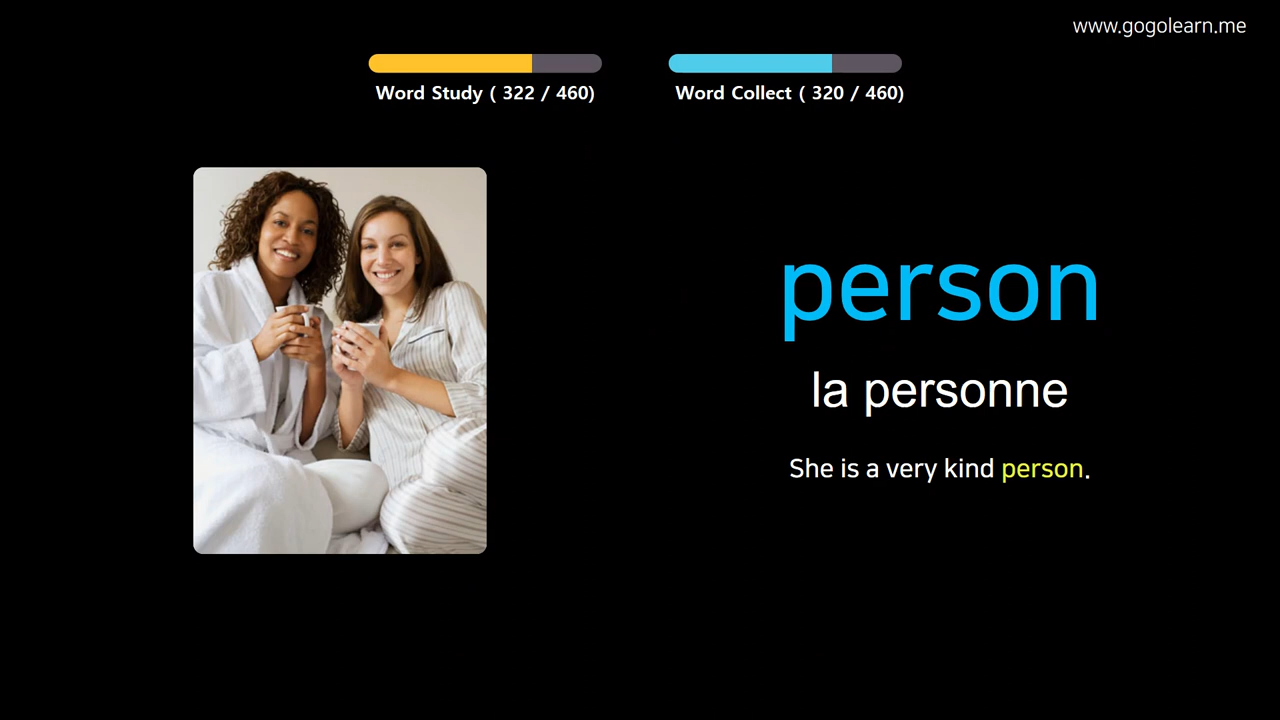 www.gogolearn.me
Word Study ( 322 / 460)
Word Collect ( 320 / 460)
person
la personne
She is a very kind person.